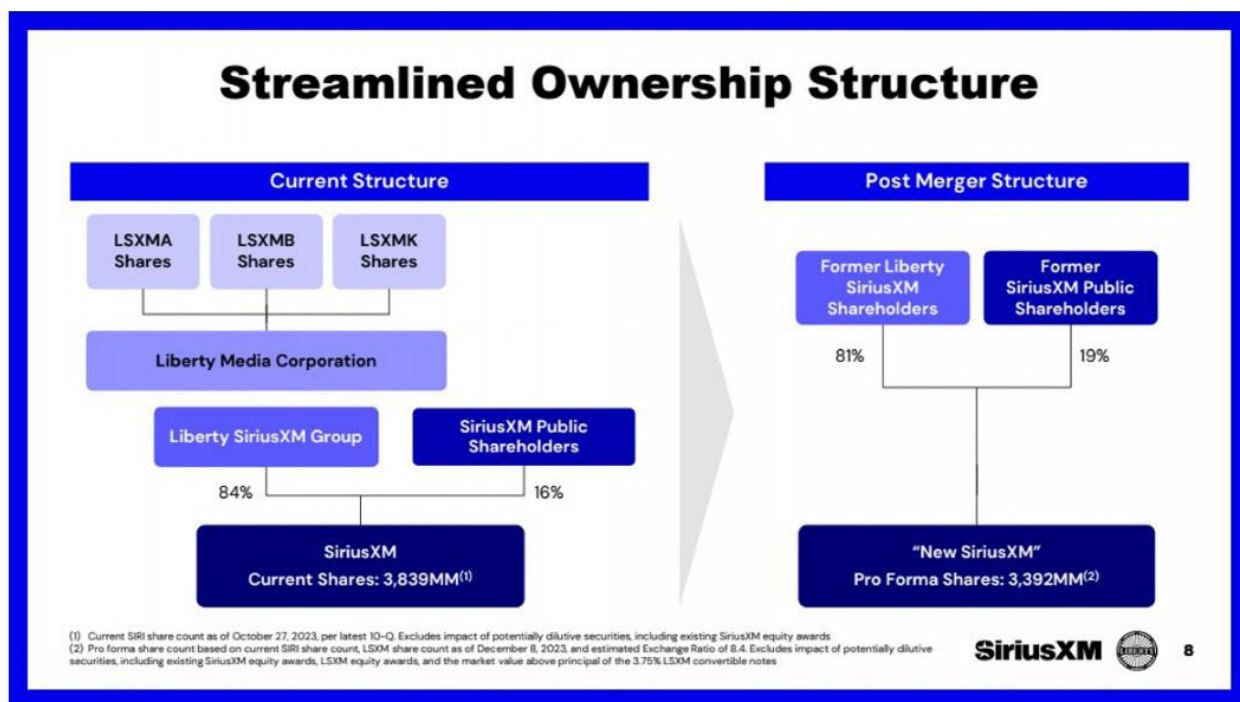 Streamlined Ownership Structure
Current Structure
LSXMA
Shares
LSXMB
Shares
LSXMK
Shares
Liberty Media Corporation
Liberty SiriusXM Group
SiriusXM Public
Shareholders
84%
16%
SiriusXM
Current Shares: 3,839MM(1)
Post Merger Structure
Former Liberty
SiriusXM
Shareholders
Former
SiriusXM Public
Shareholders
81%
19%
“New SiriusXM”
Pro Forma Shares: 3,392MM(2)
(1) Current SIRI share count as of October 27, 2023, per latest 10-Q. Excludes impact of potentially dilutive securities, including existing SiriusXM equity awards
(2) Pro forma share count based on current SIRI share count, LSXM share count as of December 8, 2023, and estimated Exchange Ratio of 8.4. Excludes impact of potentially dilutive
securities, including existing SiriusXM equity awards, LSXM equity awards, and the market value above principal of the 3.75% LSXM convertible notes
SiriusXM
LIBERTY
8